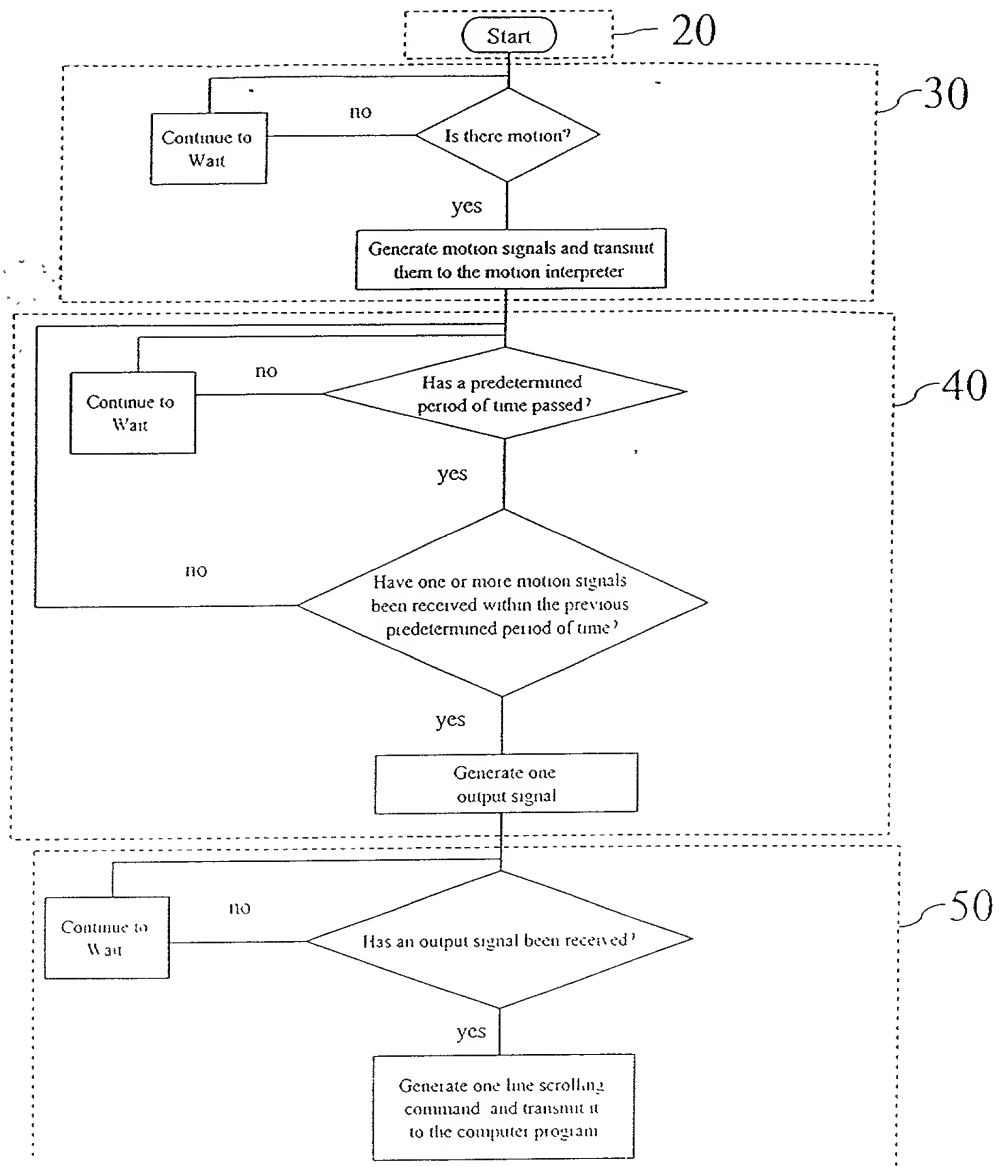 Start
20
30
no
Continue to
Wait
Is there motion?
yes
Generate motion signals and transmit
them to the motion interpreter
40
no
Continue to
Wait
Has a predetermined
period of time passed?
yes
no
Have one or more motion signals
been received within the previous
predetermined period of time?
yes
Generate one
output signal
50
no
Continue to
Wait
Has an output signal been received?
yes
Generate one line scrolling
command and transmit it
to the computer program